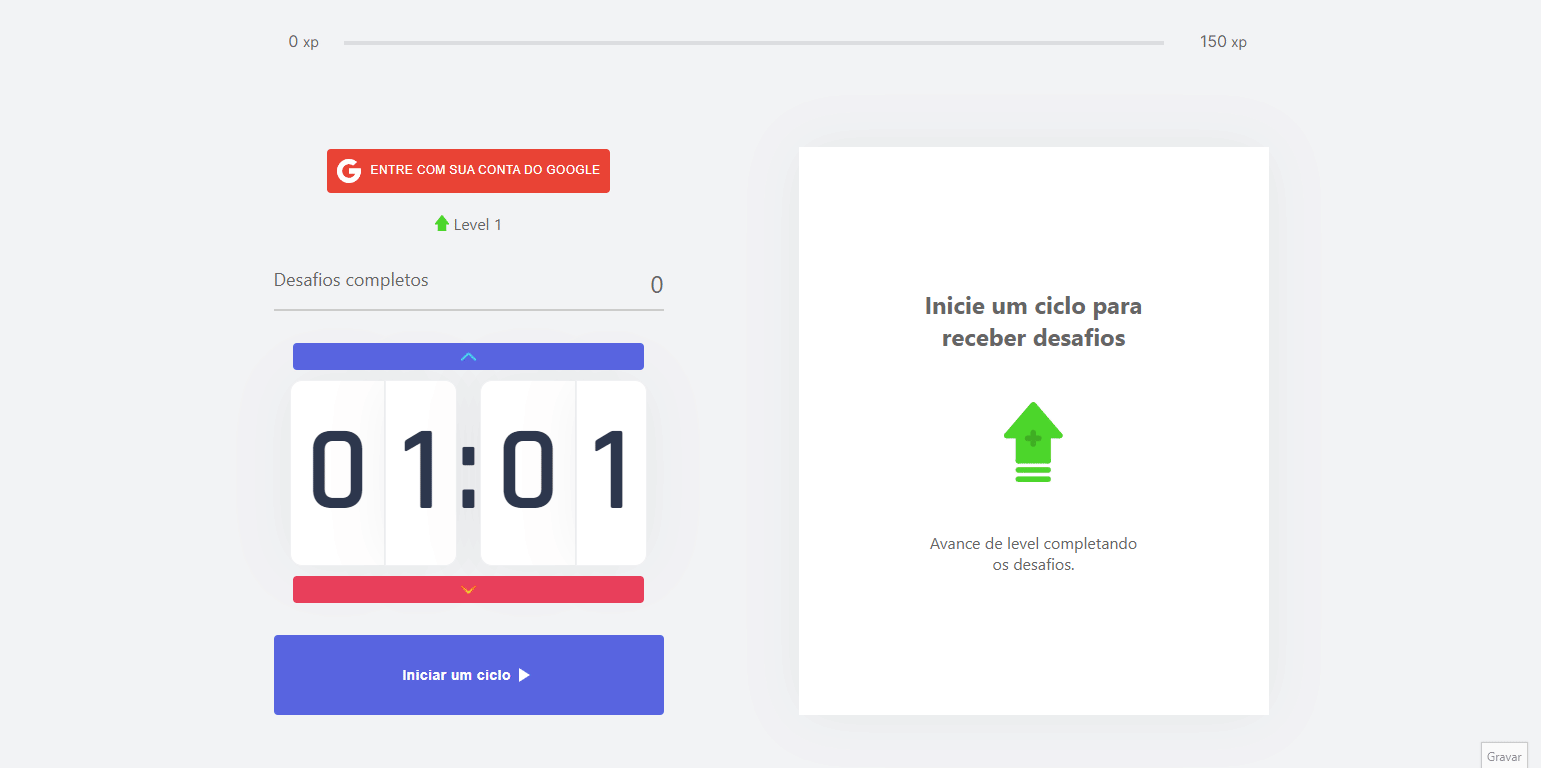 0 xp
150 xp
ENTRE COM SUA CONTA DO GOOGLE
Level 1
Desafios completos
0
01:01
Iniciar um ciclo
Inicie um ciclo para
receber desafios
Avance de level completando
os desafios.
Gravar